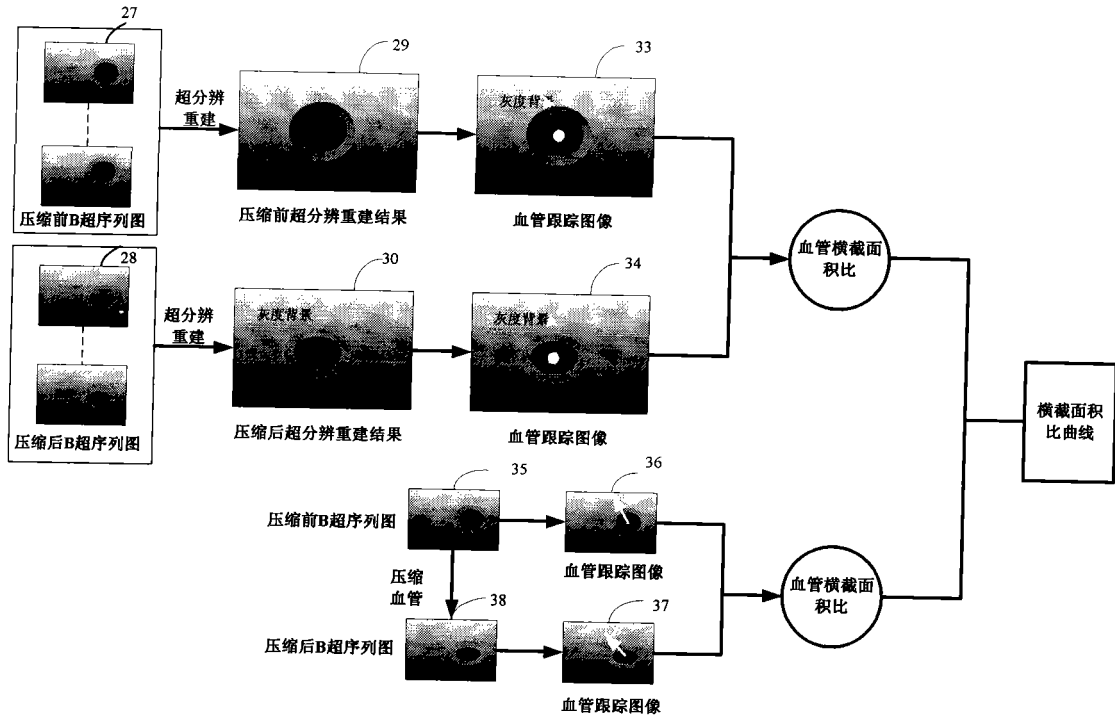 27
29
33
超分辨
重建
灰度背景
压缩前B超序列图
压缩前超分辨重建结果
血管跟踪图像
28
30
34
超分辨
重建
灰度背景
灰度背景
压缩后B超序列图
压缩后超分辨重建结果
血管跟踪图像
血管横截面
积比
横截面积
比曲线
35
36
压缩前B超序列图
血管跟踪图像
压缩
血管
38
37
压缩后B超序列图
血管跟踪图像
血管横截面
积比